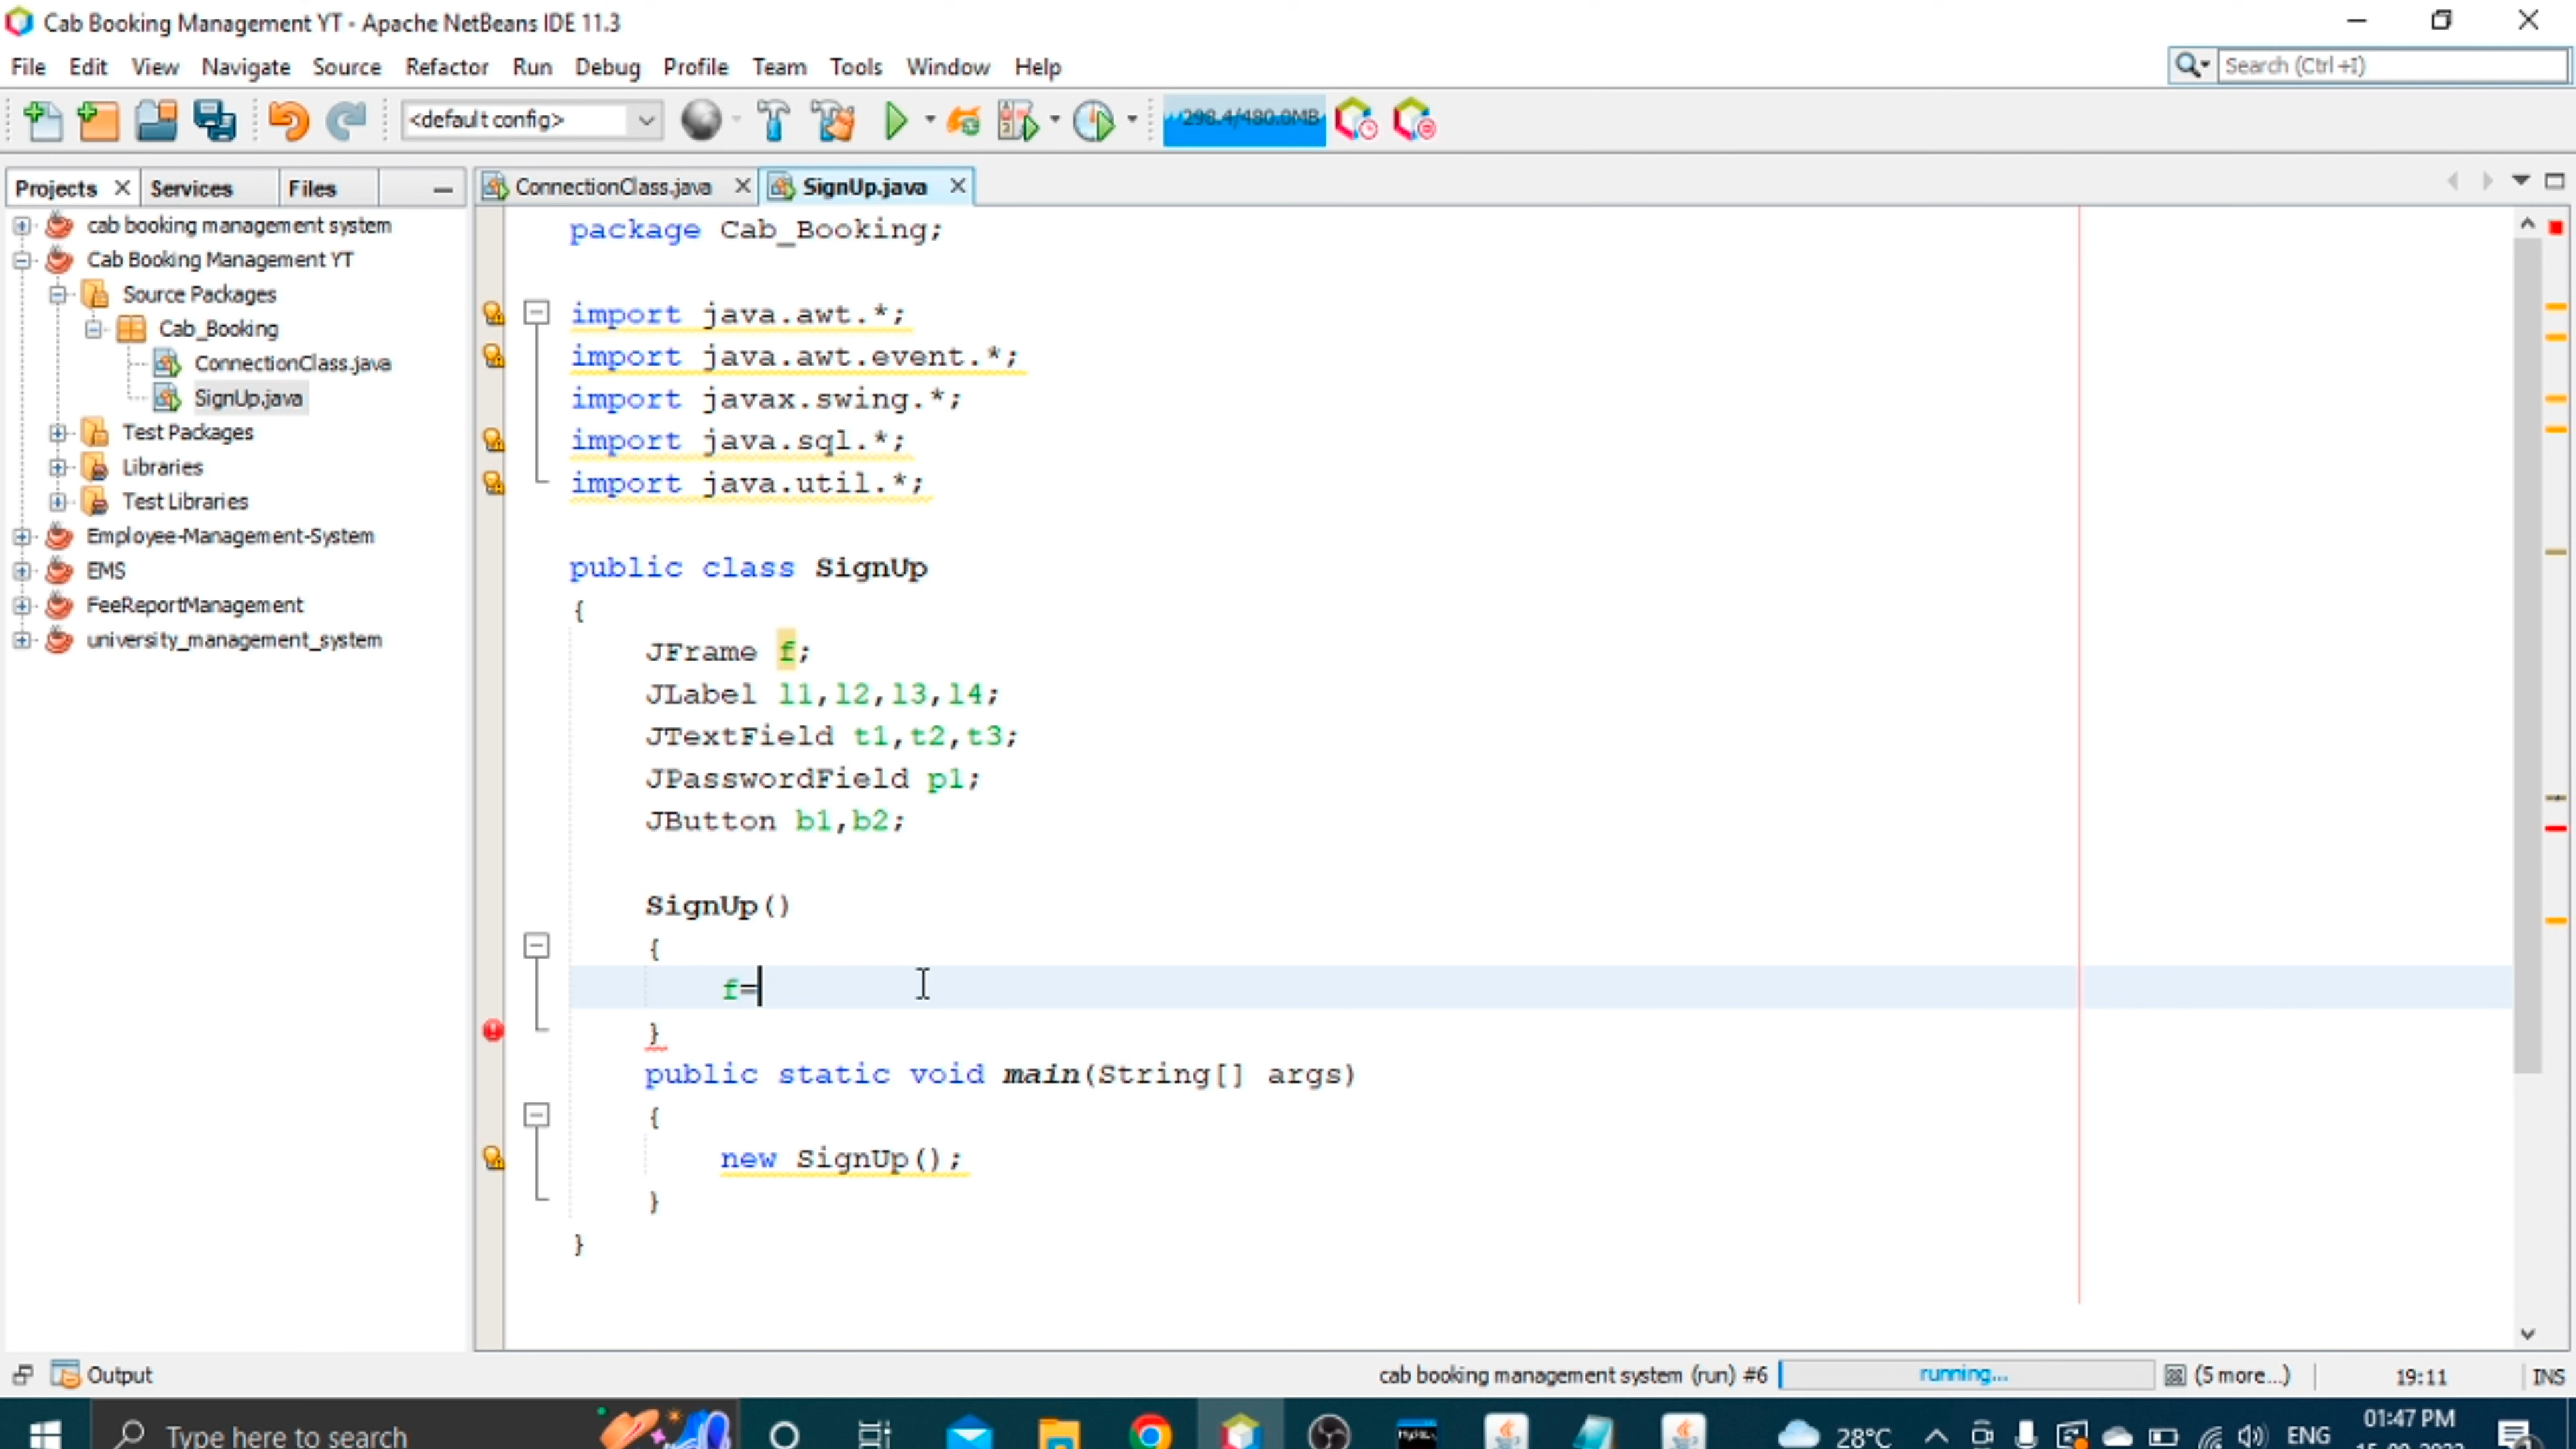 Cab Booking Management YT - Apache NetBeans IDE 11.3
File Edit View Navigate Source Refactor Run Debug Profile Team Tools Window Help
Search (Ctrl+I)
<default config>
298.4/480.0MB
Projects Services Files
ConnectionClass.java SignUp.java
cab booking management system
Cab Booking Management YT
Source Packages
Cab_Booking
ConnectionClass.java
SignUp.java
Test Packages
Libraries
Test Libraries
Employee-Management-System
EMS
FeeReportManagement
university_management_system
package Cab_Booking;
import java.awt.*;
import java.awt.event.*;
import javax.swing.*;
import java.sql.*;
import java.util.*;
public class SignUp
{
JFrame f;
JLabel l1,l2,l3,l4;
JTextField t1,t2,t3;
JPasswordField p1;
JButton b1,b2;
SignUp()
{
f=
}
public static void main(String[] args)
{
new SignUp();
}
}
Output
cab booking management system (run) #6 running... (5 more...) 19:11 INS
Type here to search
28°C ENG
01:47 PM